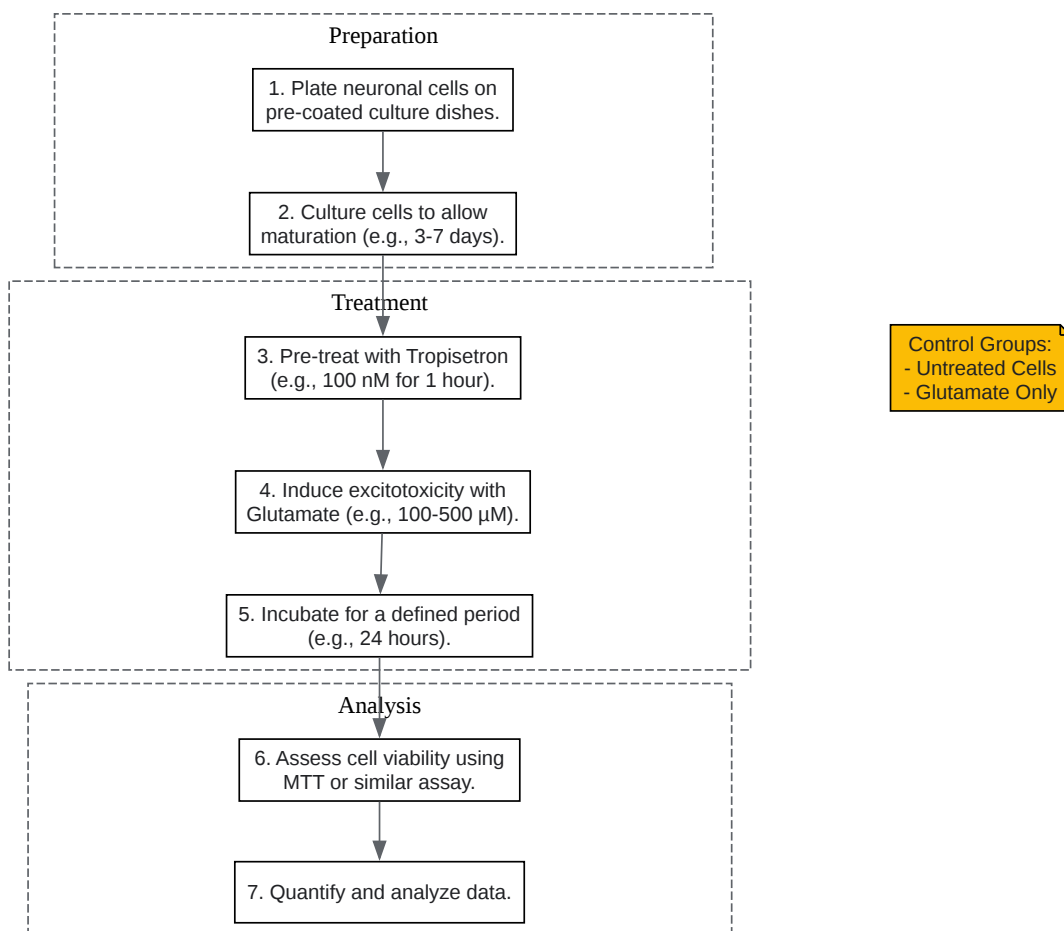 Preparation
1. Plate neuronal cells on
pre-coated culture dishes.
2. Culture cells to allow
maturation (e.g., 3-7 days).
Treatment
3. Pre-treat with Tropisetron
(e.g., 100 nM for 1 hour).
Control Groups:
- Untreated Cells
- Glutamate Only
4. Induce excitotoxicity with
Glutamate (e.g., 100-500 µM).
5. Incubate for a defined period
(e.g., 24 hours).
Analysis
6. Assess cell viability using
MTT or similar assay.
7. Quantify and analyze data.